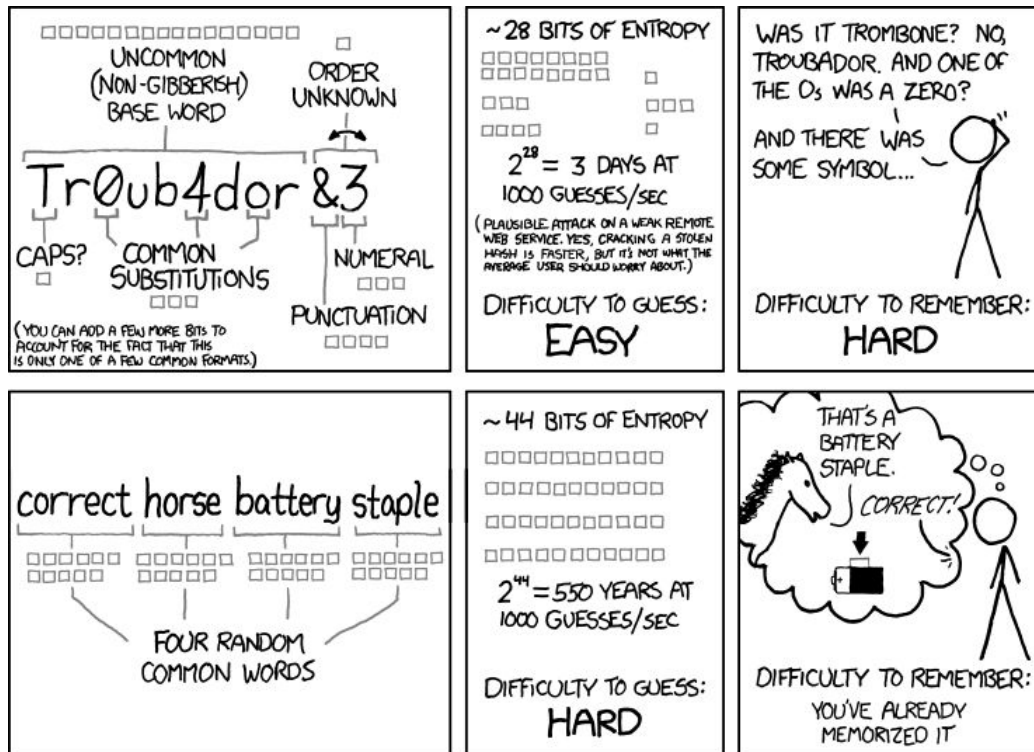 UNCOMMON
(NON-GIBBERISH)
BASE WORD
ORDER
UNKNOWN
Tr0ub4dor &3
CAPS?
COMMON
SUBSTITUTIONS
NUMERAL
PUNCTUATION
(YOU CAN ADD A FEW MORE BITS TO
ACCOUNT FOR THE FACT THAT THIS
IS ONLY ONE OF A FEW COMMON FORMATS.)
~28 BITS OF ENTROPY
2^28 = 3 DAYS AT
1000 GUESSES/SEC
(PLAUSIBLE ATTACK ON A WEAK REMOTE
WEB SERVICE. YES, CRACKING A STOLEN
HASH IS FASTER, BUT IT'S NOT WHAT THE
AVERAGE USER SHOULD WORRY ABOUT.)
DIFFICULTY TO GUESS:
EASY
WAS IT TROMBONE? NO,
TROUBADOR. AND ONE OF
THE Os WAS A ZERO?
AND THERE WAS
SOME SYMBOL...
DIFFICULTY TO REMEMBER:
HARD
correct horse battery staple
FOUR RANDOM
COMMON WORDS
~44 BITS OF ENTROPY
2^44 = 550 YEARS AT
1000 GUESSES/SEC
DIFFICULTY TO GUESS:
HARD
THAT'S A
BATTERY
STAPLE.
CORRECT!
DIFFICULTY TO REMEMBER:
YOU'VE ALREADY
MEMORIZED IT